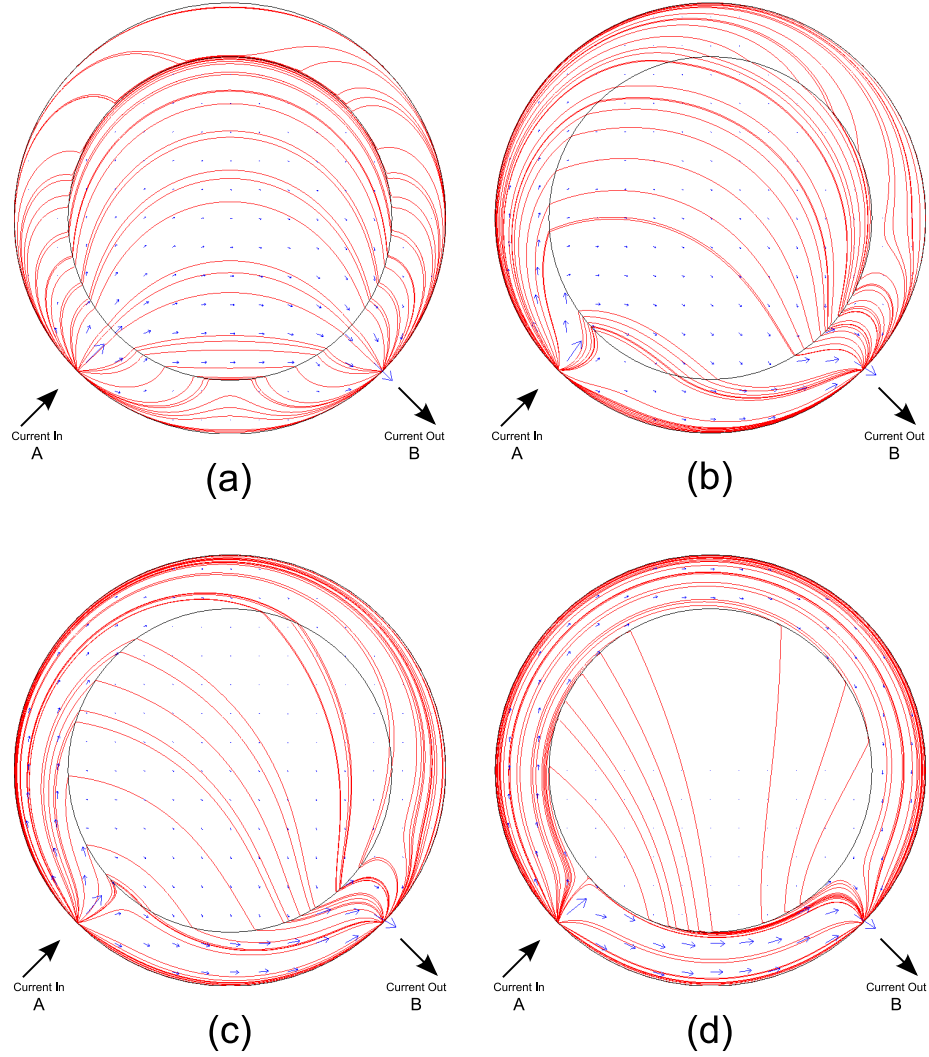 Current In
A
Current Out
B
(a)
Current In
A
Current Out
B
(b)
Current In
A
Current Out
B
(c)
Current In
A
Current Out
B
(d)